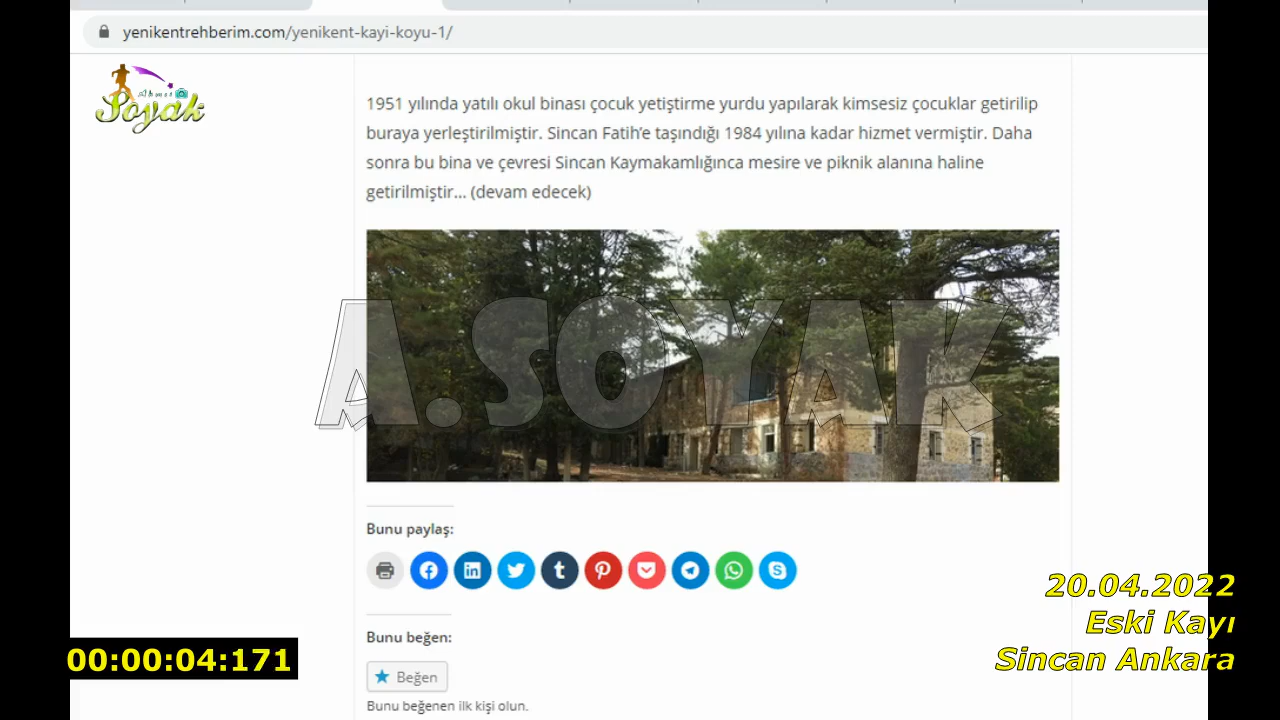 yenikentrehberim.com/yenikent-kayi-koyu-1/
Ahmet
Soyak
1951 yılında yatılı okul binası çocuk yetiştirme yurdu yapılarak kimsesiz çocuklar getirilip
buraya yerleştirilmiştir. Sincan Fatih'e taşındığı 1984 yılına kadar hizmet vermiştir. Daha
sonra bu bina ve çevresi Sincan Kaymakamlığınca mesire ve piknik alanına haline
getirilmiştir... (devam edecek)
A.SOYAK
Bunu paylaş:
Bunu beğen:
Beğen
Bunu beğenen ilk kişi olun.
00:00:04:171
20.04.2022
Eski Kayı
Sincan Ankara